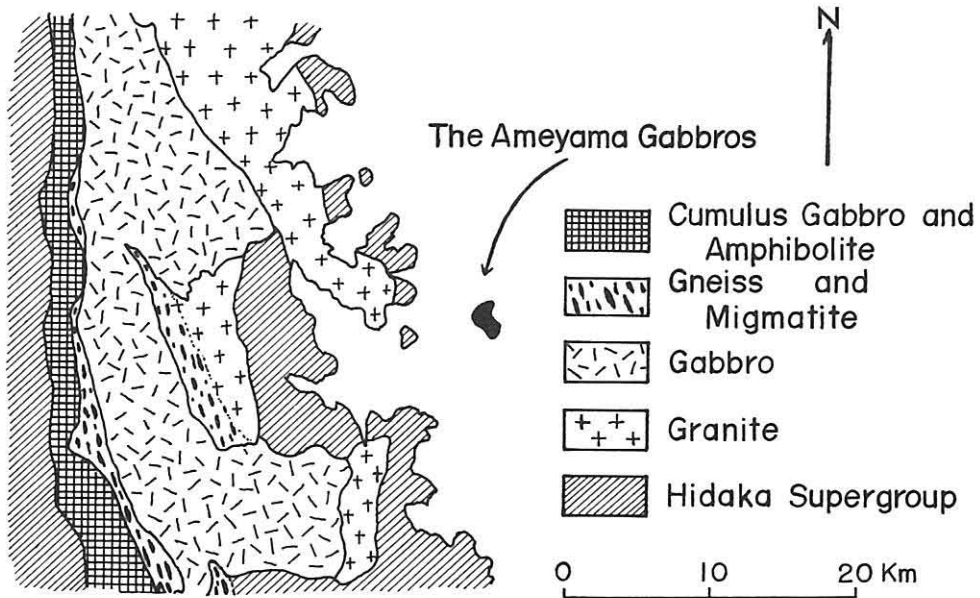 N
The Ameyama Gabbros
Cumulus Gabbro and
Amphibolite
Gneiss and
Migmatite
Gabbro
Granite
Hidaka Supergroup
0 10 20 Km